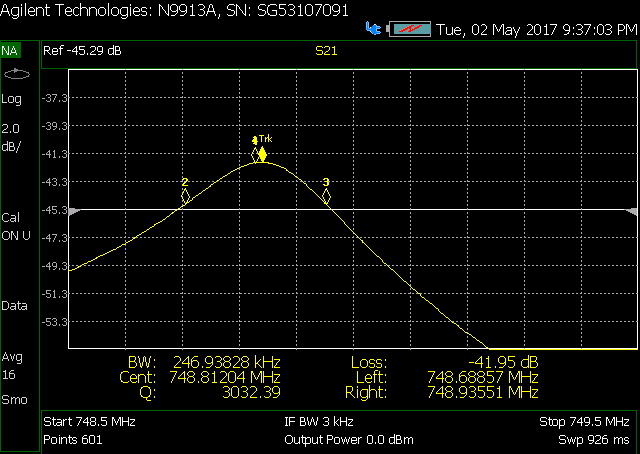 Agilent Technologies: N9913A, SN: SG53107091
Tue, 02 May 2017 9:37:03 PM
NA
Ref -45.29 dB
S21
Log
2.0
dB/
Cal
ON U
Data
Avg
16
Smo
-37.3
-39.3
-41.3
-43.3
-45.3
-47.3
-49.3
-51.3
-53.3
Trk
2
3
BW: 246.93828 kHz
Loss: -41.95 dB
Cent: 748.81204 MHz
Left: 748.68857 MHz
Q: 3032.39
Right: 748.93551 MHz
Start 748.5 MHz
IF BW 3 kHz
Stop 749.5 MHz
Points 601
Output Power 0.0 dBm
Swp 926 ms